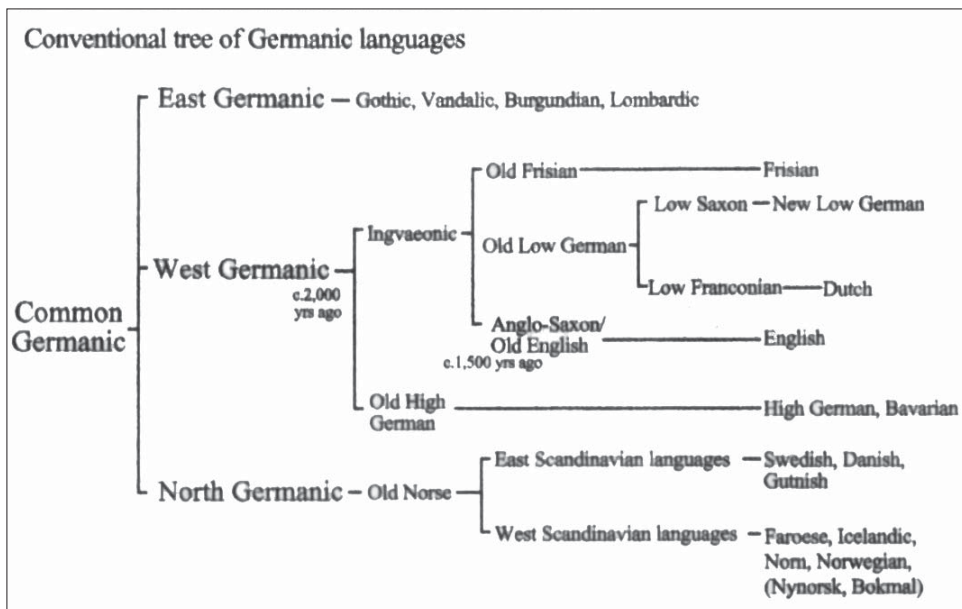 Conventional tree of Germanic languages
East Germanic – Gothic, Vandalic, Burgundian, Lombardic
Old Frisian
Frisian
Low Saxon
New Low German
Ingvaeonic
Old Low German
West Germanic
c.2,000
yrs ago
Low Franconian
Dutch
Common
Germanic
Anglo-Saxon/
Old English
c.1,500 yrs ago
English
Old High
German
High German, Bavarian
East Scandinavian languages
Swedish, Danish,
Gutnish
North Germanic – Old Norse
West Scandinavian languages
Faroese, Icelandic,
Norn, Norwegian,
(Nynorsk, Bokmal)